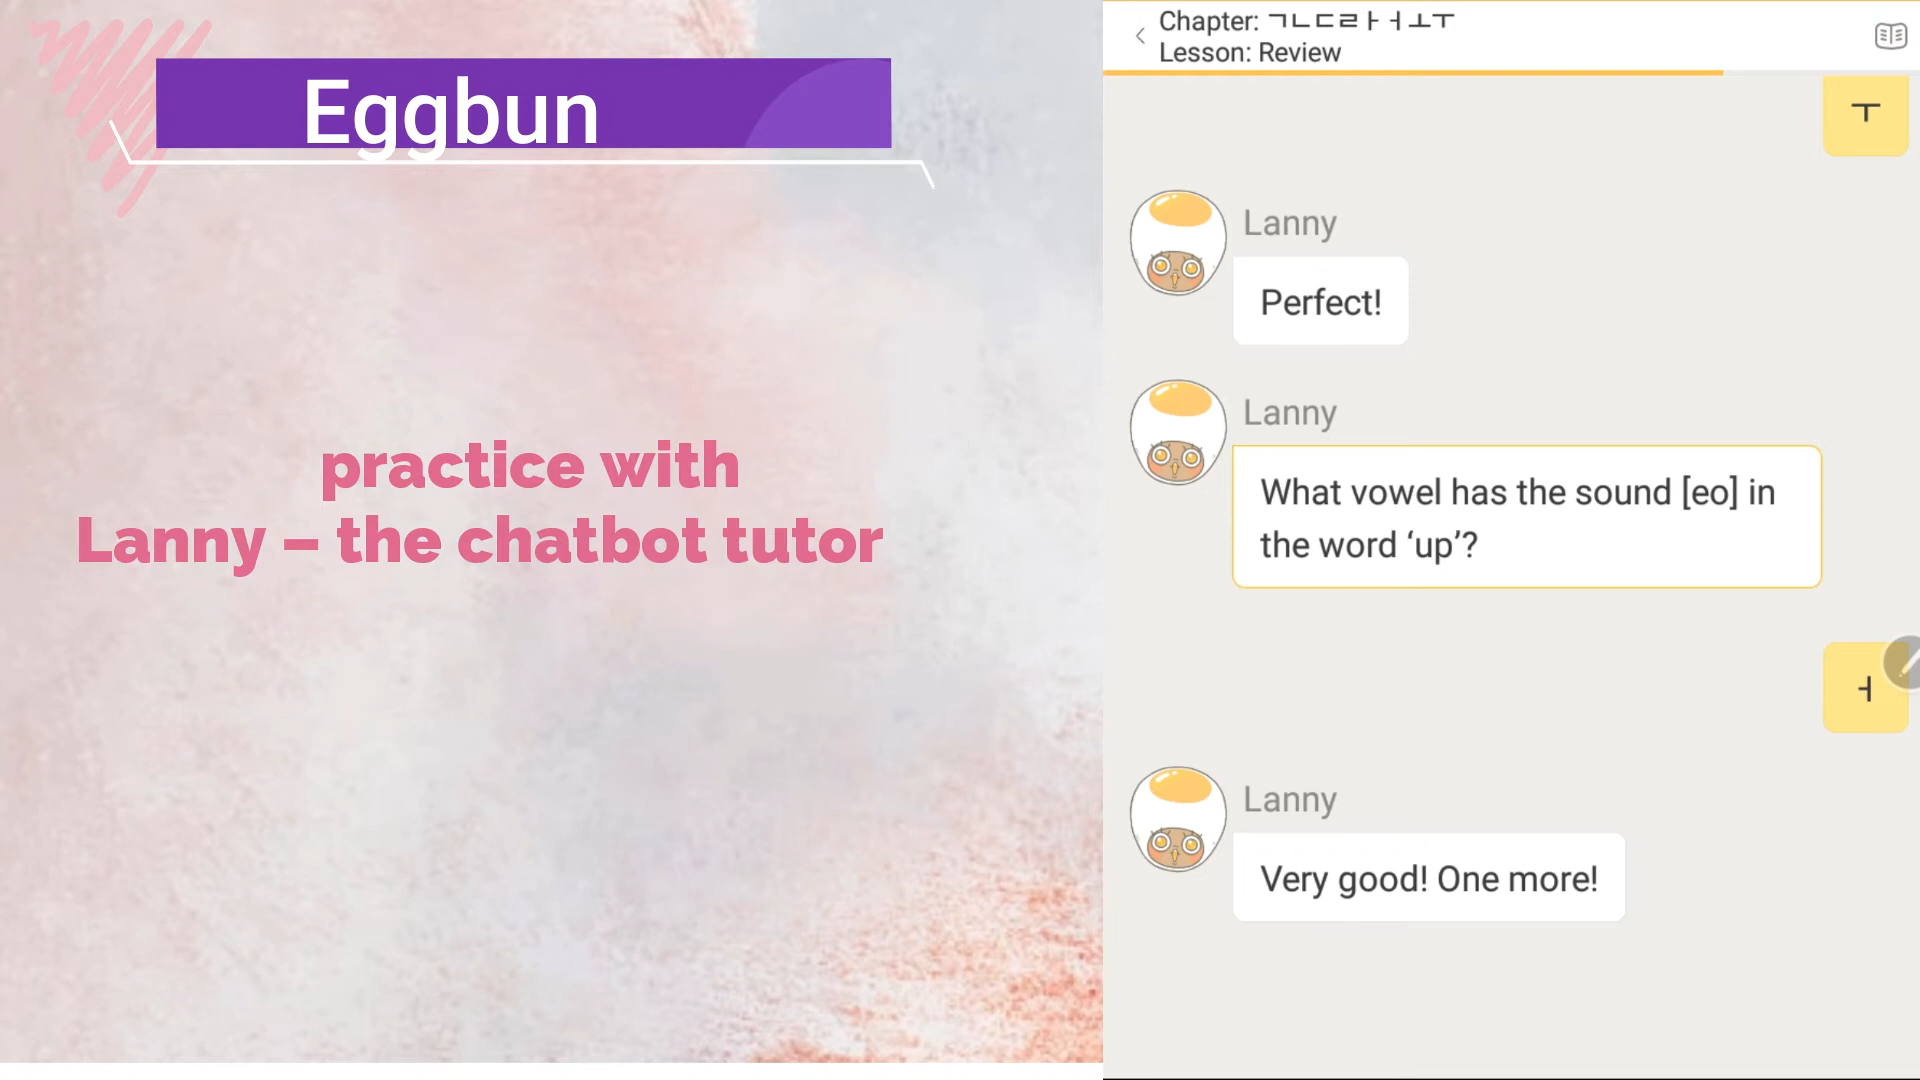 Eggbun
practice with
Lanny – the chatbot tutor
Chapter: ㄱㄴㄷㄹㅏㅓㅗㅜ
Lesson: Review
ㅜ
Lanny
Perfect!
Lanny
What vowel has the sound [eo] in
the word ‘up’?
ㅓ
Lanny
Very good! One more!